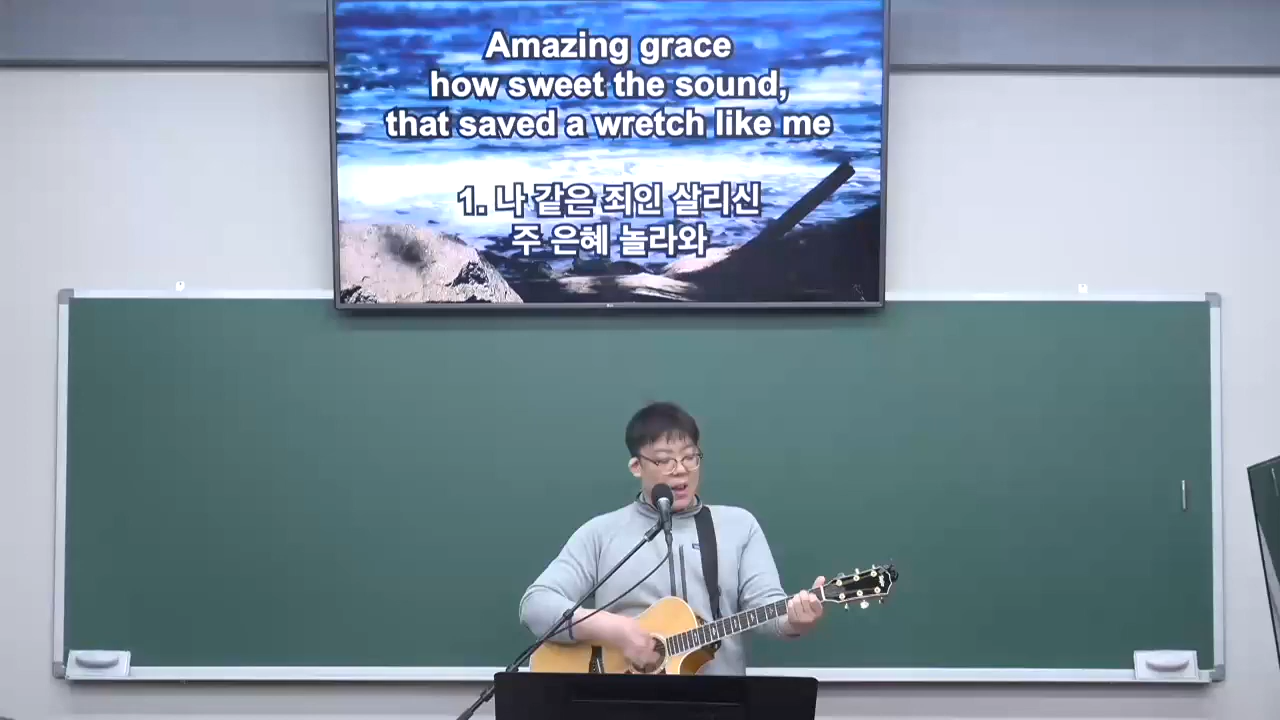 Amazing grace
how sweet the sound,
that saved a wretch like me
1. 나 같은 죄인 살리신
주 은혜 놀라와